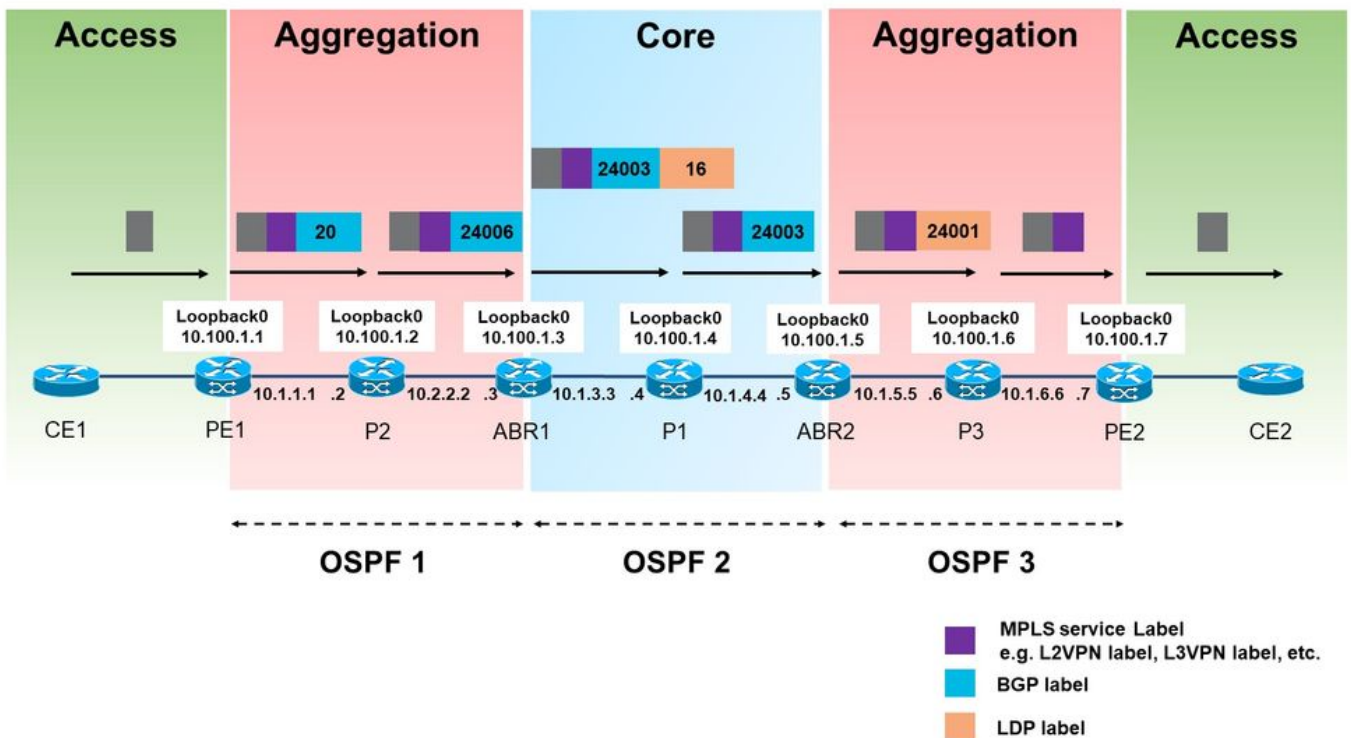 Access
Aggregation
Core
Aggregation
Access
24003
16
20
24006
24003
24001
Loopback0
10.100.1.1
Loopback0
10.100.1.2
Loopback0
10.100.1.3
Loopback0
10.100.1.4
Loopback0
10.100.1.5
Loopback0
10.100.1.6
Loopback0
10.100.1.7
10.1.1.1
.2
10.2.2.2
.3
10.1.3.3
.4
10.1.4.4
.5
10.1.5.5
.6
10.1.6.6
.7
CE1
PE1
P2
ABR1
P1
ABR2
P3
PE2
CE2
OSPF 1
OSPF 2
OSPF 3
MPLS service Label
e.g. L2VPN label, L3VPN label, etc.
BGP label
LDP label